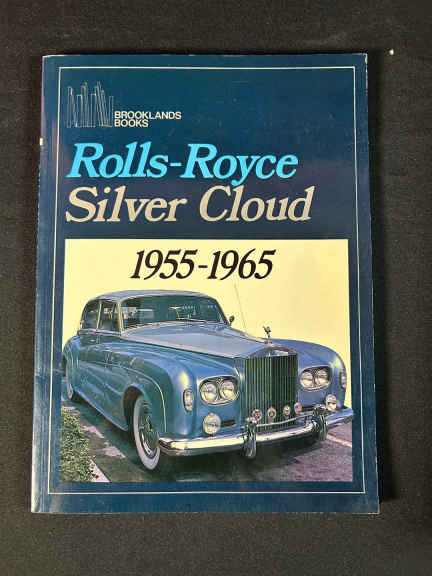 BROOKLANDS
BOOKS
Rolls-Royce
Silver Cloud
1955-1965